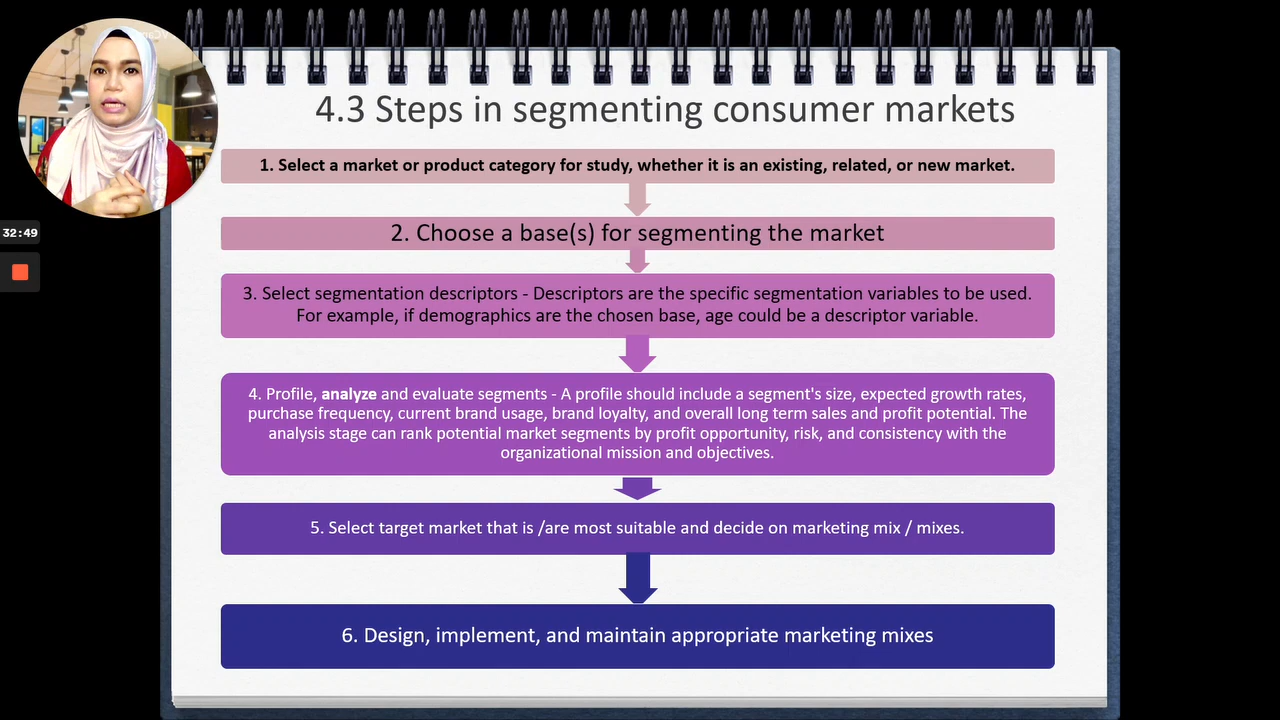 4.3 Steps in segmenting consumer markets
1. Select a market or product category for study, whether it is an existing, related, or new market.
2. Choose a base(s) for segmenting the market
32:49
3. Select segmentation descriptors - Descriptors are the specific segmentation variables to be used.
For example, if demographics are the chosen base, age could be a descriptor variable.
4. Profile, analyze and evaluate segments - A profile should include a segment's size, expected growth rates,
purchase frequency, current brand usage, brand loyalty, and overall long term sales and profit potential. The
analysis stage can rank potential market segments by profit opportunity, risk, and consistency with the
organizational mission and objectives.
5. Select target market that is /are most suitable and decide on marketing mix / mixes.
6. Design, implement, and maintain appropriate marketing mixes